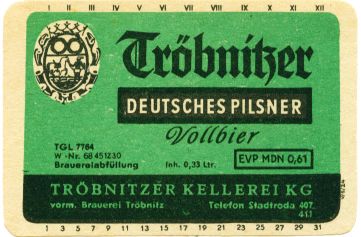 I II III IV V VI VII VIII IX X XI XII
Tröbnitzer
DEUTSCHES PILSNER
Vollbier
TGL 7764
W.-Nr. 68 451230
Brauereiabfüllung
Inh. 0,33 Ltr.
EVP MDN 0,61
TRÖBNITZER KELLEREI KG
vorm. Brauerei Tröbnitz
Telefon Stadtroda 407
411
1 3 5 7 9 11 13 15 17 19 21 23 25 27 29 31